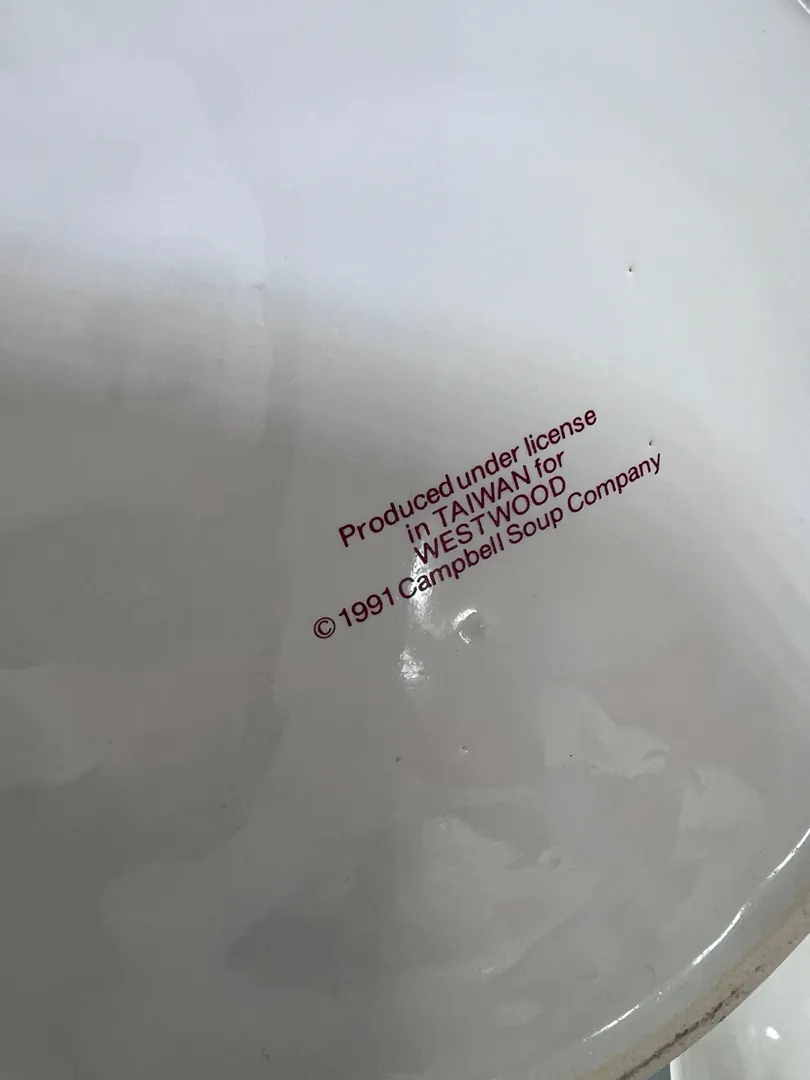 Produced under license
in TAIWAN for
WESTWOOD
© 1991 Campbell Soup Company